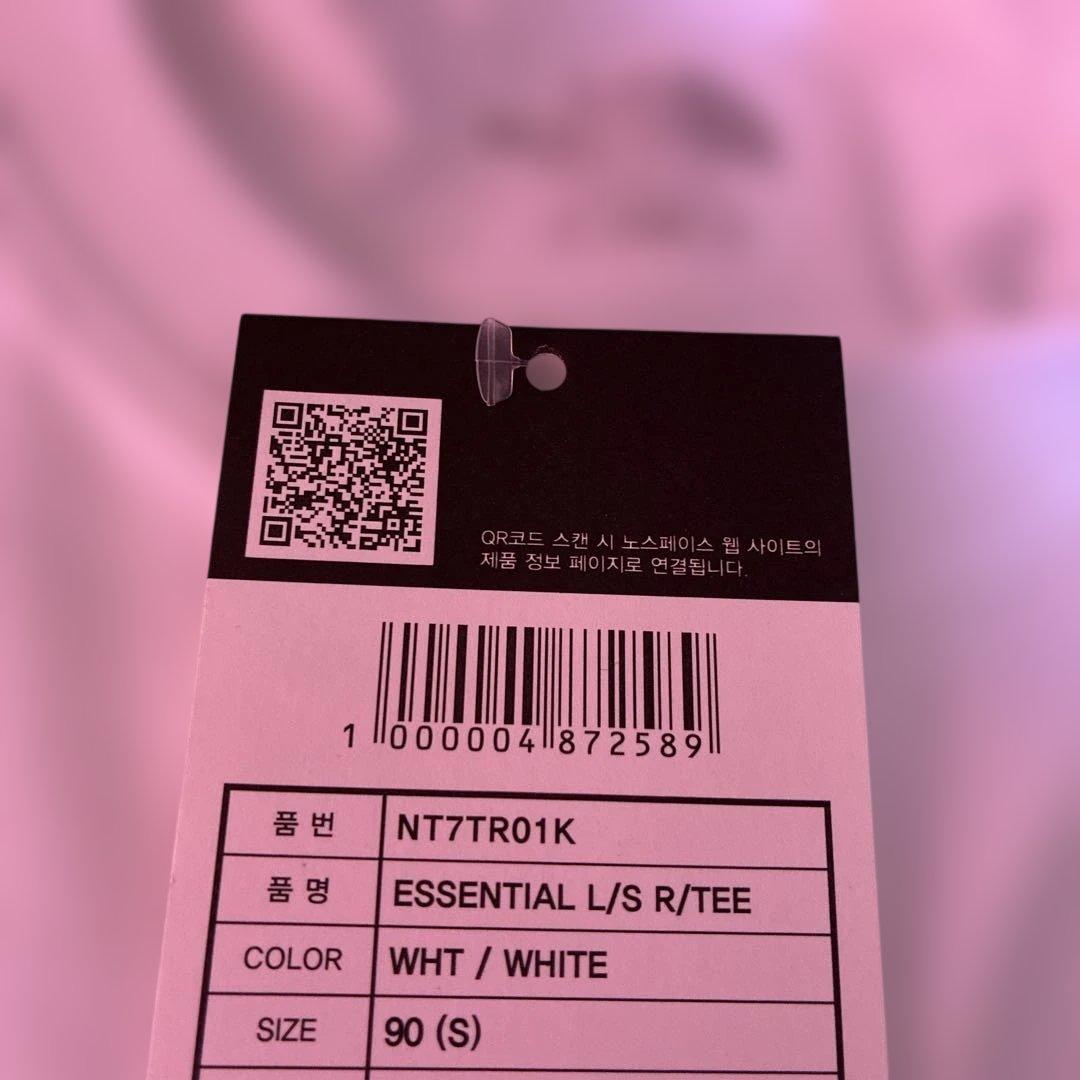 QR코드 스캔 시 노스페이스 웹 사이트의
제품 정보 페이지로 연결됩니다.
1 000004 872589
품 번 NT7TR01K
품 명 ESSENTIAL L/S R/TEE
COLOR WHT / WHITE
SIZE 90 (S)